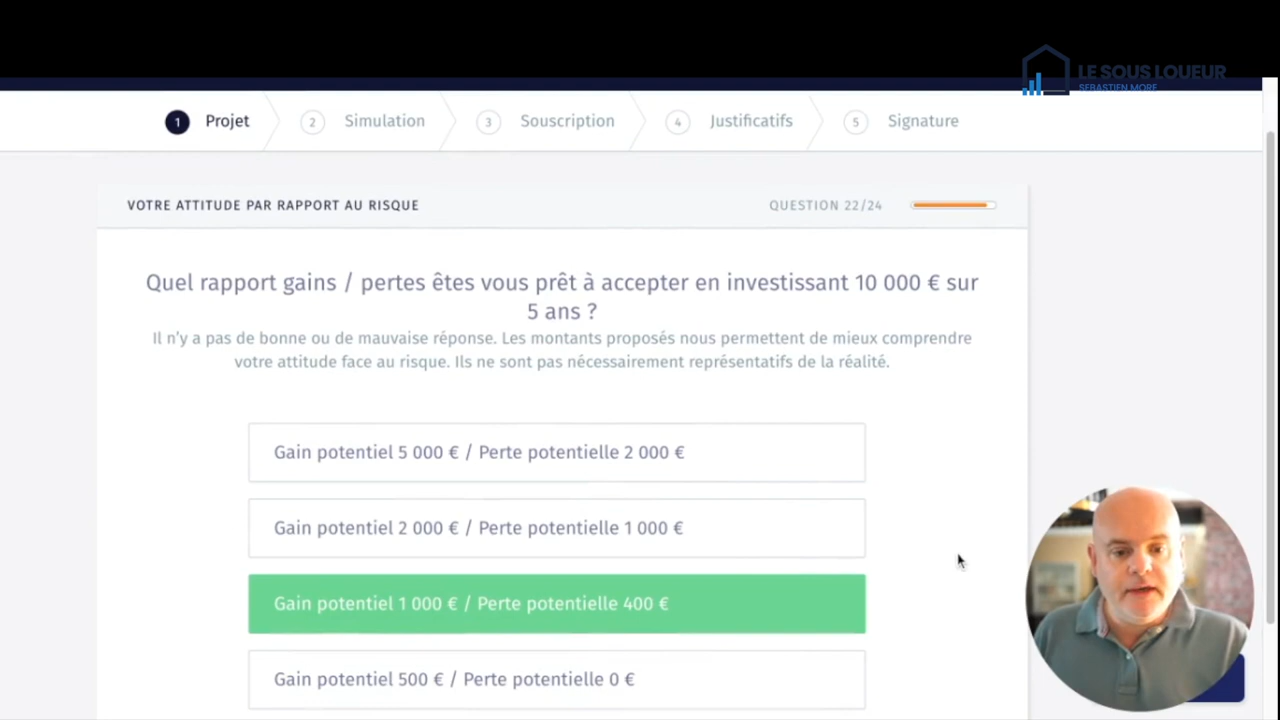 LE SOUS LOUEUR
SEBASTIEN MORE
1 Projet
2 Simulation
3 Souscription
4 Justificatifs
5 Signature
VOTRE ATTITUDE PAR RAPPORT AU RISQUE
QUESTION 22/24
Quel rapport gains / pertes êtes vous prêt à accepter en investissant 10 000 € sur
5 ans ?
Il n'y a pas de bonne ou de mauvaise réponse. Les montants proposés nous permettent de mieux comprendre
votre attitude face au risque. Ils ne sont pas nécessairement représentatifs de la réalité.
Gain potentiel 5 000 € / Perte potentielle 2 000 €
Gain potentiel 2 000 € / Perte potentielle 1 000 €
Gain potentiel 1 000 € / Perte potentielle 400 €
Gain potentiel 500 € / Perte potentielle 0 €